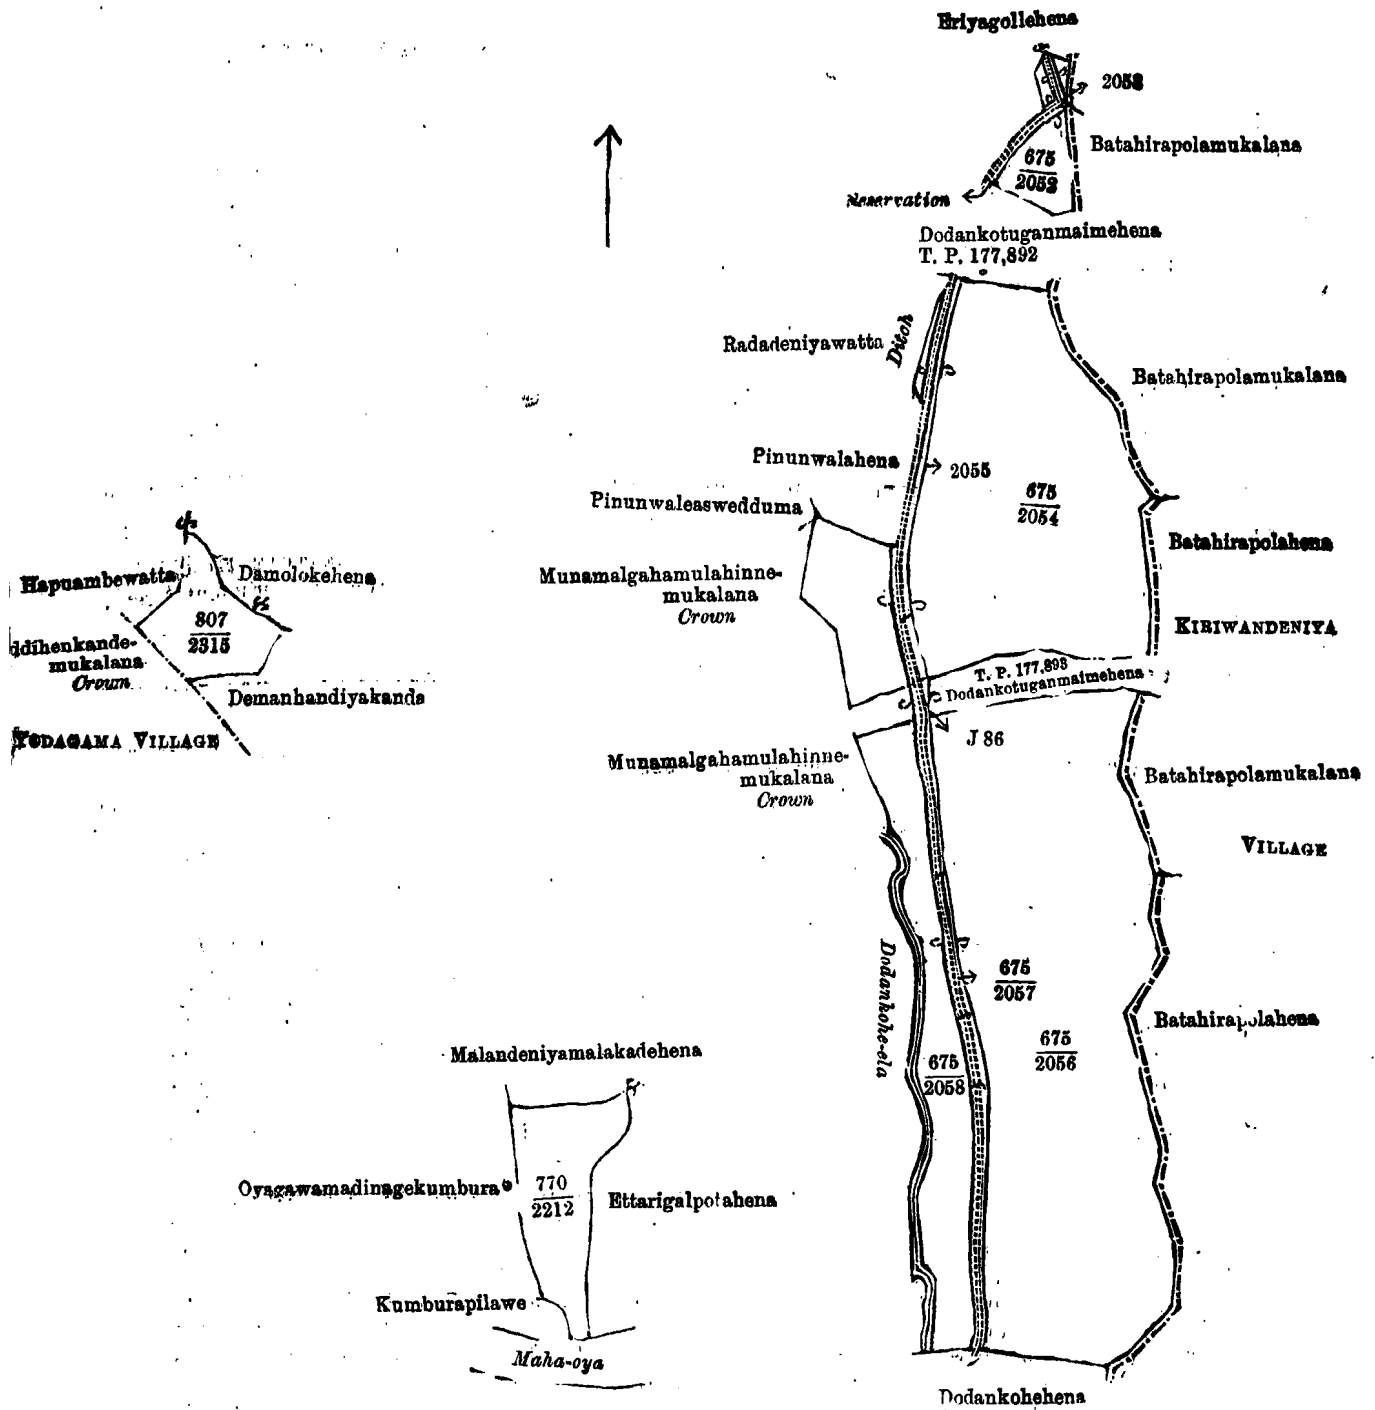 Eriyagollehena
2053
Batahirapolamukalana
675
2052
Reservation
Dodankotuganmaimehena
T. P. 177,892
Radadeniyawatta
Ditch
Batahirapolamukalana
Pinunwalahena
2055
675
2054
Pinunwaleaswedduma
Batahirapolahena
Munamalgahamulahinne-
mukalana
Crown
KIRIWANDENIYA
T. P. 177,893
Dodankotuganmaimehena
J 86
Munamalgahamulahinne-
mukalana
Crown
Batahirapolamukalana
VILLAGE
Dodankohe-ela
675
2057
Batahirapolahena
675
2056
675
2058
Dodankohehena
Hapuambewatta
Damolokehena
807
2315
ddihenkande-
mukalana
Crown
Demanhandiyakanda
YODAGAMA VILLAGE
Malandeniyamalakadehena
Oyagawamadinagekumbura
770
2212
Ettarigalpotahena
Kumburapilawe
Maha-oya